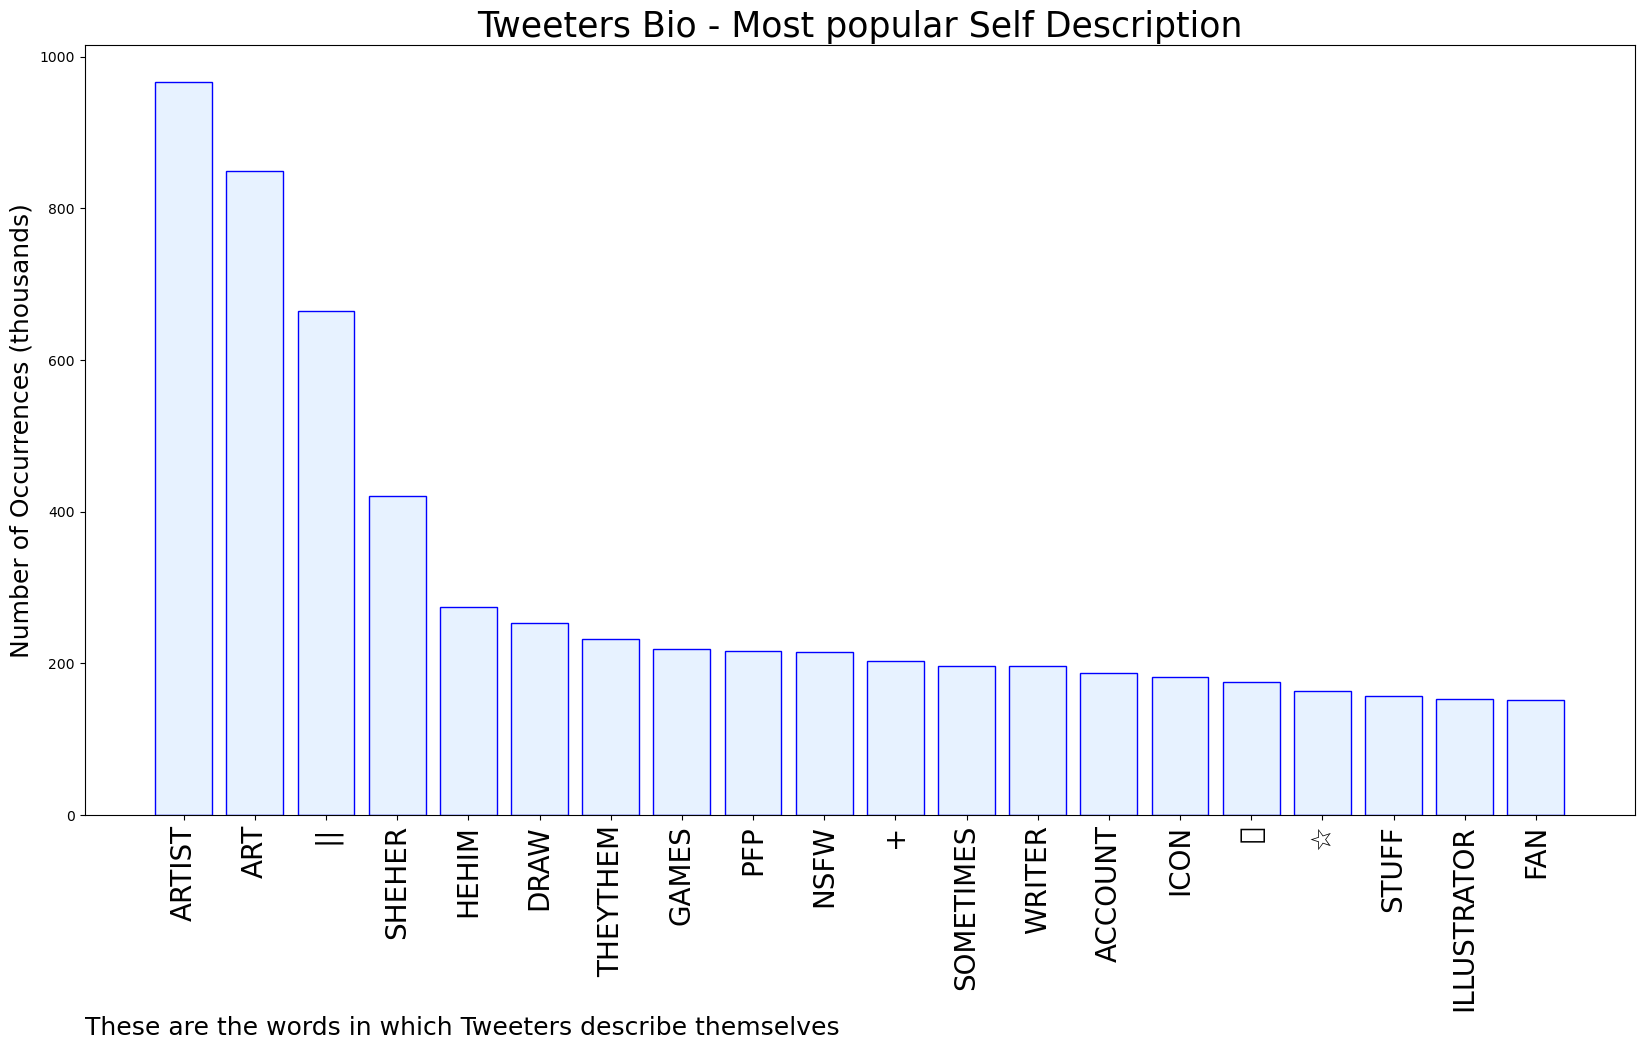 Tweeters Bio - Most popular Self Description
Number of Occurrences (thousands)
1000
800
600
400
200
0
ARTIST
ART
||
SHEHER
HEHIM
DRAW
THEYTHEM
GAMES
PFP
NSFW
+
SOMETIMES
WRITER
ACCOUNT
ICON
▯
☆
STUFF
ILLUSTRATOR
FAN
These are the words in which Tweeters describe themselves